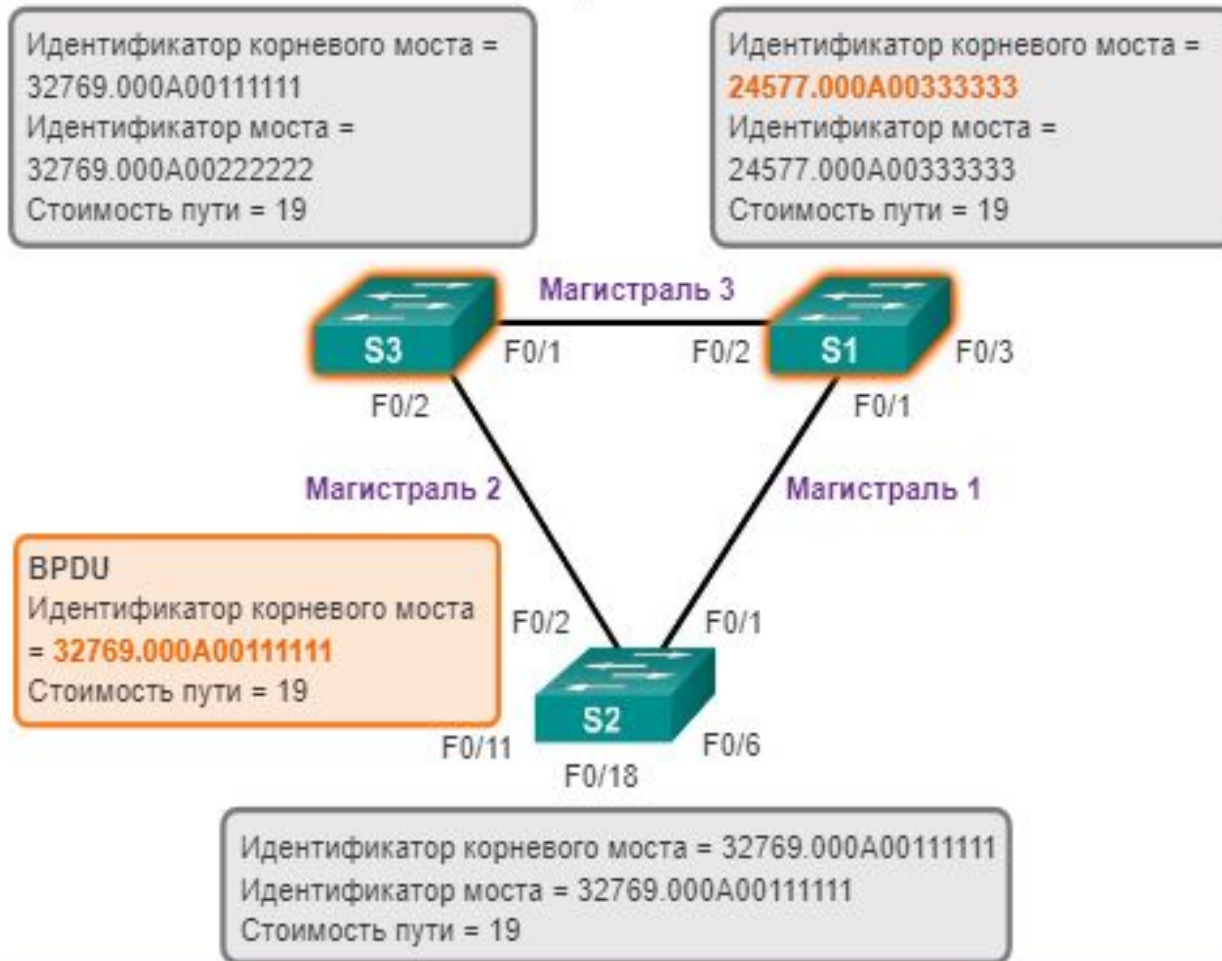 Идентификатор корневого моста =
32769.000A00111111
Идентификатор моста =
32769.000A00222222
Стоимость пути = 19
Идентификатор корневого моста =
24577.000A00333333
Идентификатор моста =
24577.000A00333333
Стоимость пути = 19
Магистраль 3
S3
F0/1
F0/2
S1
F0/3
F0/2
F0/1
Магистраль 2
Магистраль 1
BPDU
Идентификатор корневого моста
= 32769.000A00111111
Стоимость пути = 19
F0/2
F0/1
S2
F0/11
F0/6
F0/18
Идентификатор корневого моста = 32769.000A00111111
Идентификатор моста = 32769.000A00111111
Стоимость пути = 19